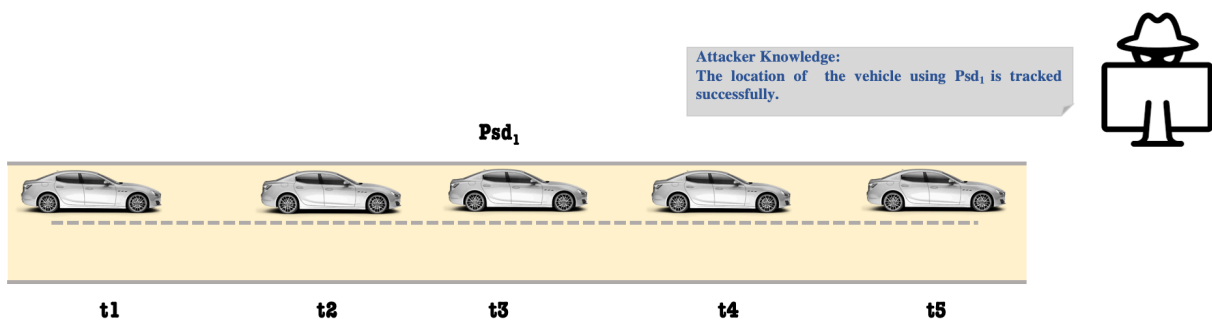 Attacker Knowledge:
The location of the vehicle using Psd₁ is tracked
successfully.
Psd₁
t1 t2 t3 t4 t5